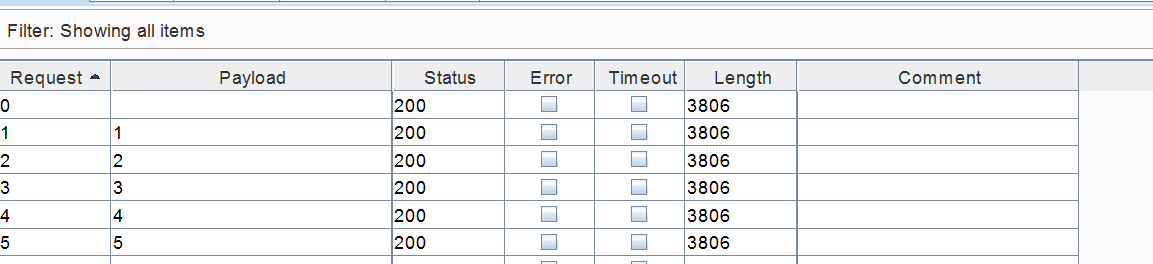 Filter: Showing all items
Request Payload Status Error Timeout Length Comment
0 200 3806
1 1 200 3806
2 2 200 3806
3 3 200 3806
4 4 200 3806
5 5 200 3806